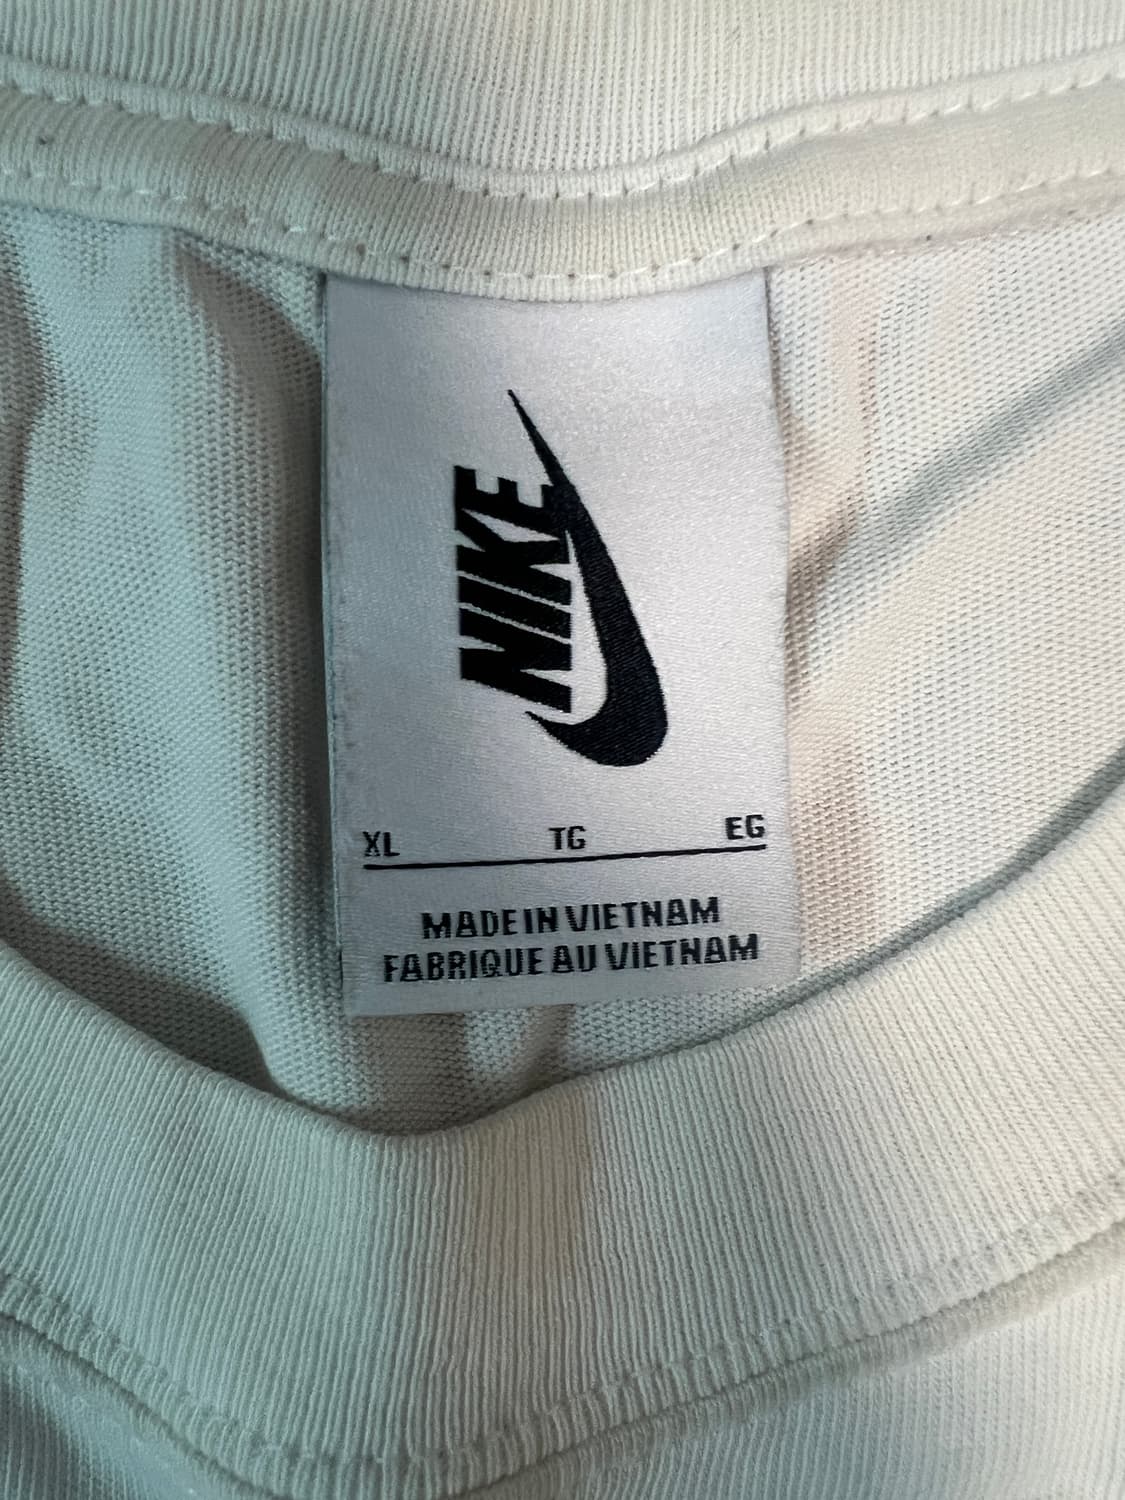 NIKE
XL TG EG
MADE IN VIETNAM
FABRIQUE AU VIETNAM